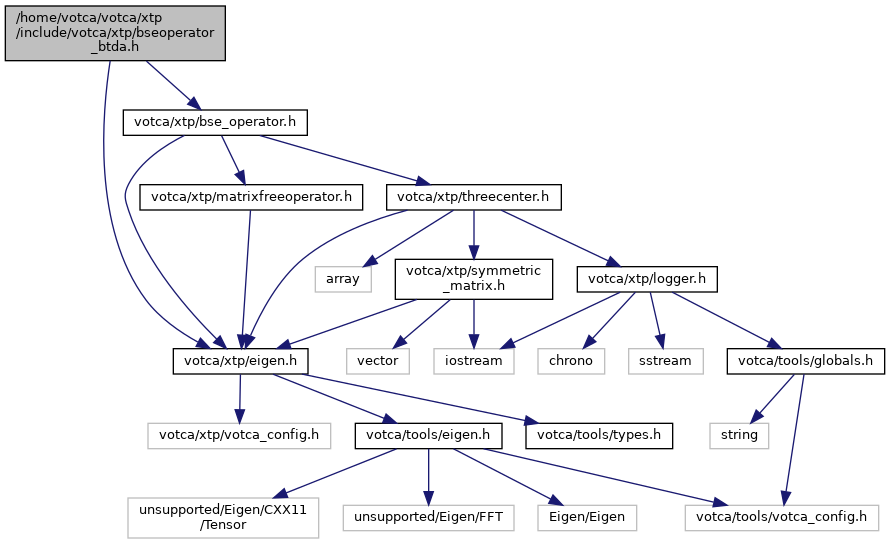 /home/votca/votca/xtp
/include/votca/xtp/bseoperator
_btda.h
votca/xtp/bse_operator.h
votca/xtp/matrixfreeoperator.h
votca/xtp/threecenter.h
array
votca/xtp/symmetric
_matrix.h
votca/xtp/logger.h
votca/xtp/eigen.h
vector
iostream
chrono
sstream
votca/tools/globals.h
votca/xtp/votca_config.h
votca/tools/eigen.h
votca/tools/types.h
string
unsupported/Eigen/CXX11
/Tensor
unsupported/Eigen/FFT
Eigen/Eigen
votca/tools/votca_config.h